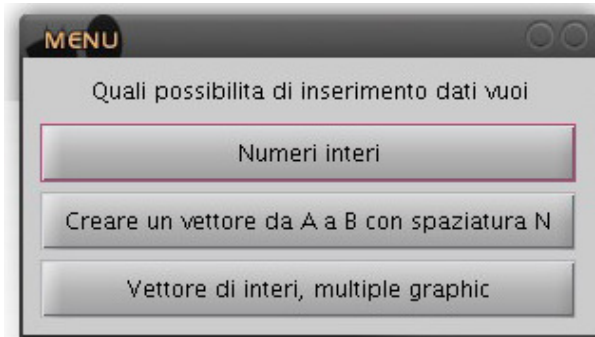 MENU
Quali possibilita di inserimento dati vuoi
Numeri interi
Creare un vettore da A a B con spaziatura N
Vettore di interi, multiple graphic